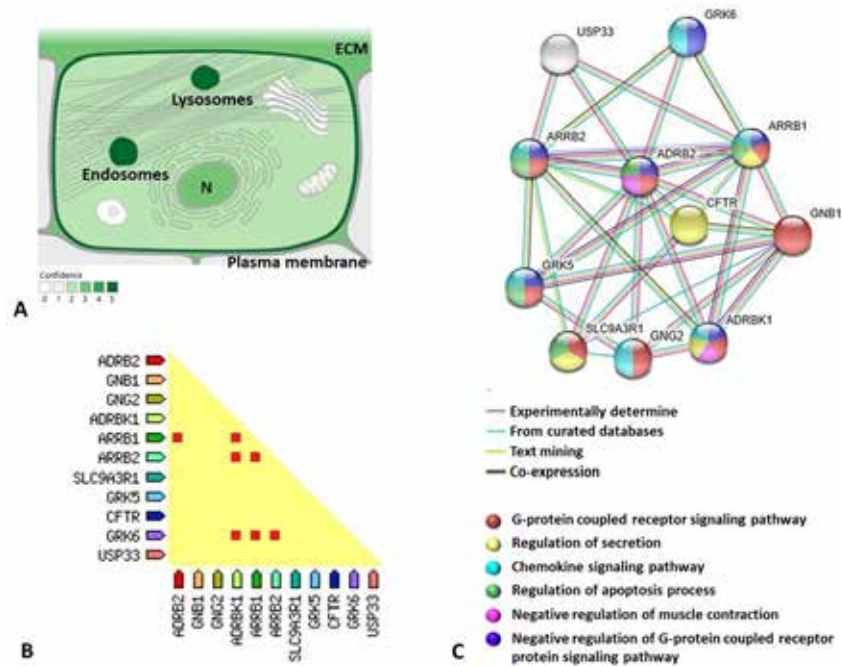 ECM
Lysosomes
Endosomes
N
Plasma membrane
Confidence
0 1 2 3 4 5
A
ADRB2
GNB1
GNG2
ADRBK1
ARRB1
ARRB2
SLC9A3R1
GRK5
CFTR
GRK6
USP33
ADRB2
GNB1
GNG2
ADRBK1
ARRB1
ARRB2
SLC9A3R1
GRK5
CFTR
GRK6
USP33
B
USP33
GRK6
ARRB2
ADRB2
ARRB1
CFTR
GNB1
GRK5
SLC9A3R1
GNG2
ADRBK1
Experimentally determine
From curated databases
Text mining
Co-expression
G-protein coupled receptor signaling pathway
Regulation of secretion
Chemokine signaling pathway
Regulation of apoptosis process
Negative regulation of muscle contraction
Negative regulation of G-protein coupled receptor
protein signaling pathway
C